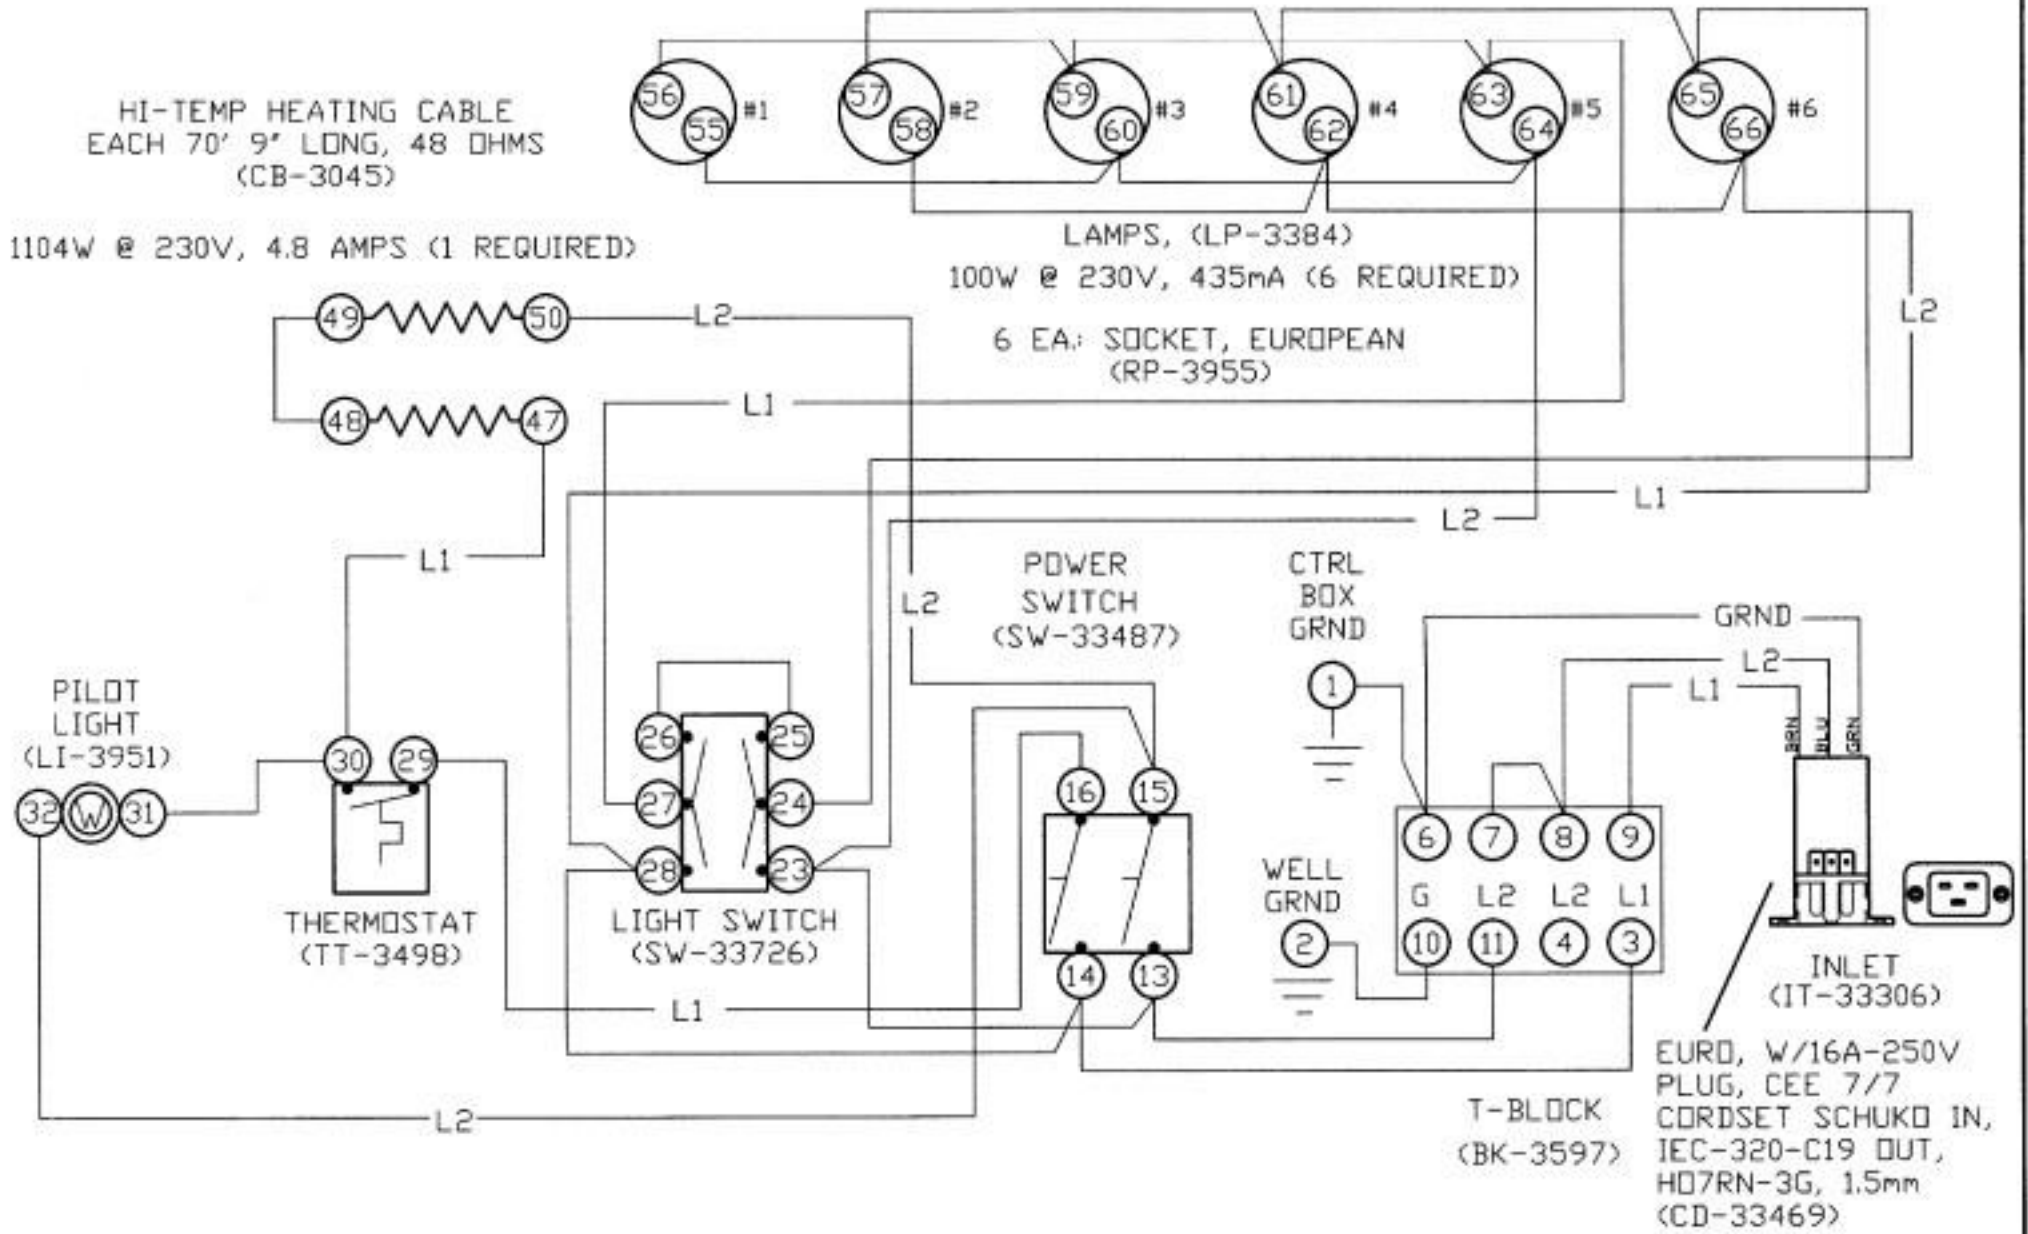 56
55
#1
57
58
#2
59
60
#3
61
62
#4
63
64
#5
65
66
#6
HI-TEMP HEATING CABLE
EACH 70' 9" LONG, 48 OHMS
(CB-3045)
1104W @ 230V, 4.8 AMPS (1 REQUIRED)
LAMPS, (LP-3384)
100W @ 230V, 435mA (6 REQUIRED)
6 EA.: SOCKET, EUROPEAN
(RP-3955)
49
50
L2
L2
48
47
L1
L1
L2
L1
L2
POWER
SWITCH
(SW-33487)
CTRL
BOX
GRND
GRND
L2
L1
1
BRN
BLU
GRN
PILOT
LIGHT
(LI-3951)
32
W
31
30
29
THERMOSTAT
(TT-3498)
26
25
27
24
28
23
LIGHT SWITCH
(SW-33726)
16
15
14
13
WELL
GRND
2
6
7
8
9
G
L2
L2
L1
10
11
4
3
INLET
(IT-33306)
L1
L2
T-BLOCK
(BK-3597)
EURO, W/16A-250V
PLUG, CEE 7/7
CORDSET SCHUKO IN,
IEC-320-C19 OUT,
HO7RN-3G, 1.5mm
(CD-33469)